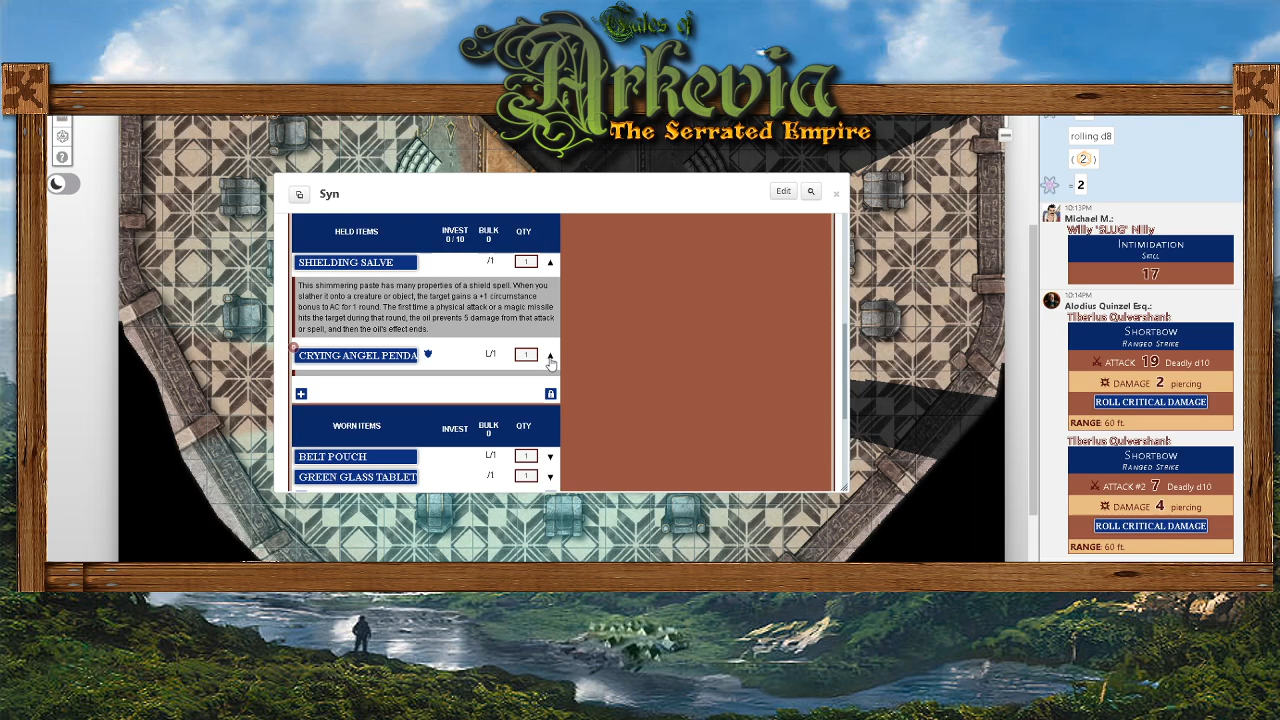 Tales of
Arkevia
The Serrated Empire
?
Syn
Edit
×
HELD ITEMS
INVEST
0 / 10
BULK
0
QTY
SHIELDING SALVE
/1
1
This shimmering paste has many properties of a shield spell. When you
slather it onto a creature or object, the target gains a +1 circumstance
bonus to AC for 1 round. The first time a physical attack or a magic missile
hits the target during that round, the oil prevents 5 damage from that attack
or spell, and then the oil's effect ends.
CRYING ANGEL PENDA
L/1
1
WORN ITEMS
INVEST
BULK
0
QTY
BELT POUCH
L/1
1
GREEN GLASS TABLET
/1
1
rolling d8
(2)
= 2
10:13PM
Michael M.:
Willy 'SLUG' Nilly
INTIMIDATION
SKILL
17
10:14PM
Alodius Quinzel Esq.:
Tiberius Quivershank
SHORTBOW
RANGED STRIKE
ATTACK 19 Deadly d10
DAMAGE 2 piercing
ROLL CRITICAL DAMAGE
RANGE: 60 ft.
Tiberius Quivershank
SHORTBOW
RANGED STRIKE
ATTACK #2 7 Deadly d10
DAMAGE 4 piercing
ROLL CRITICAL DAMAGE
RANGE: 60 ft.